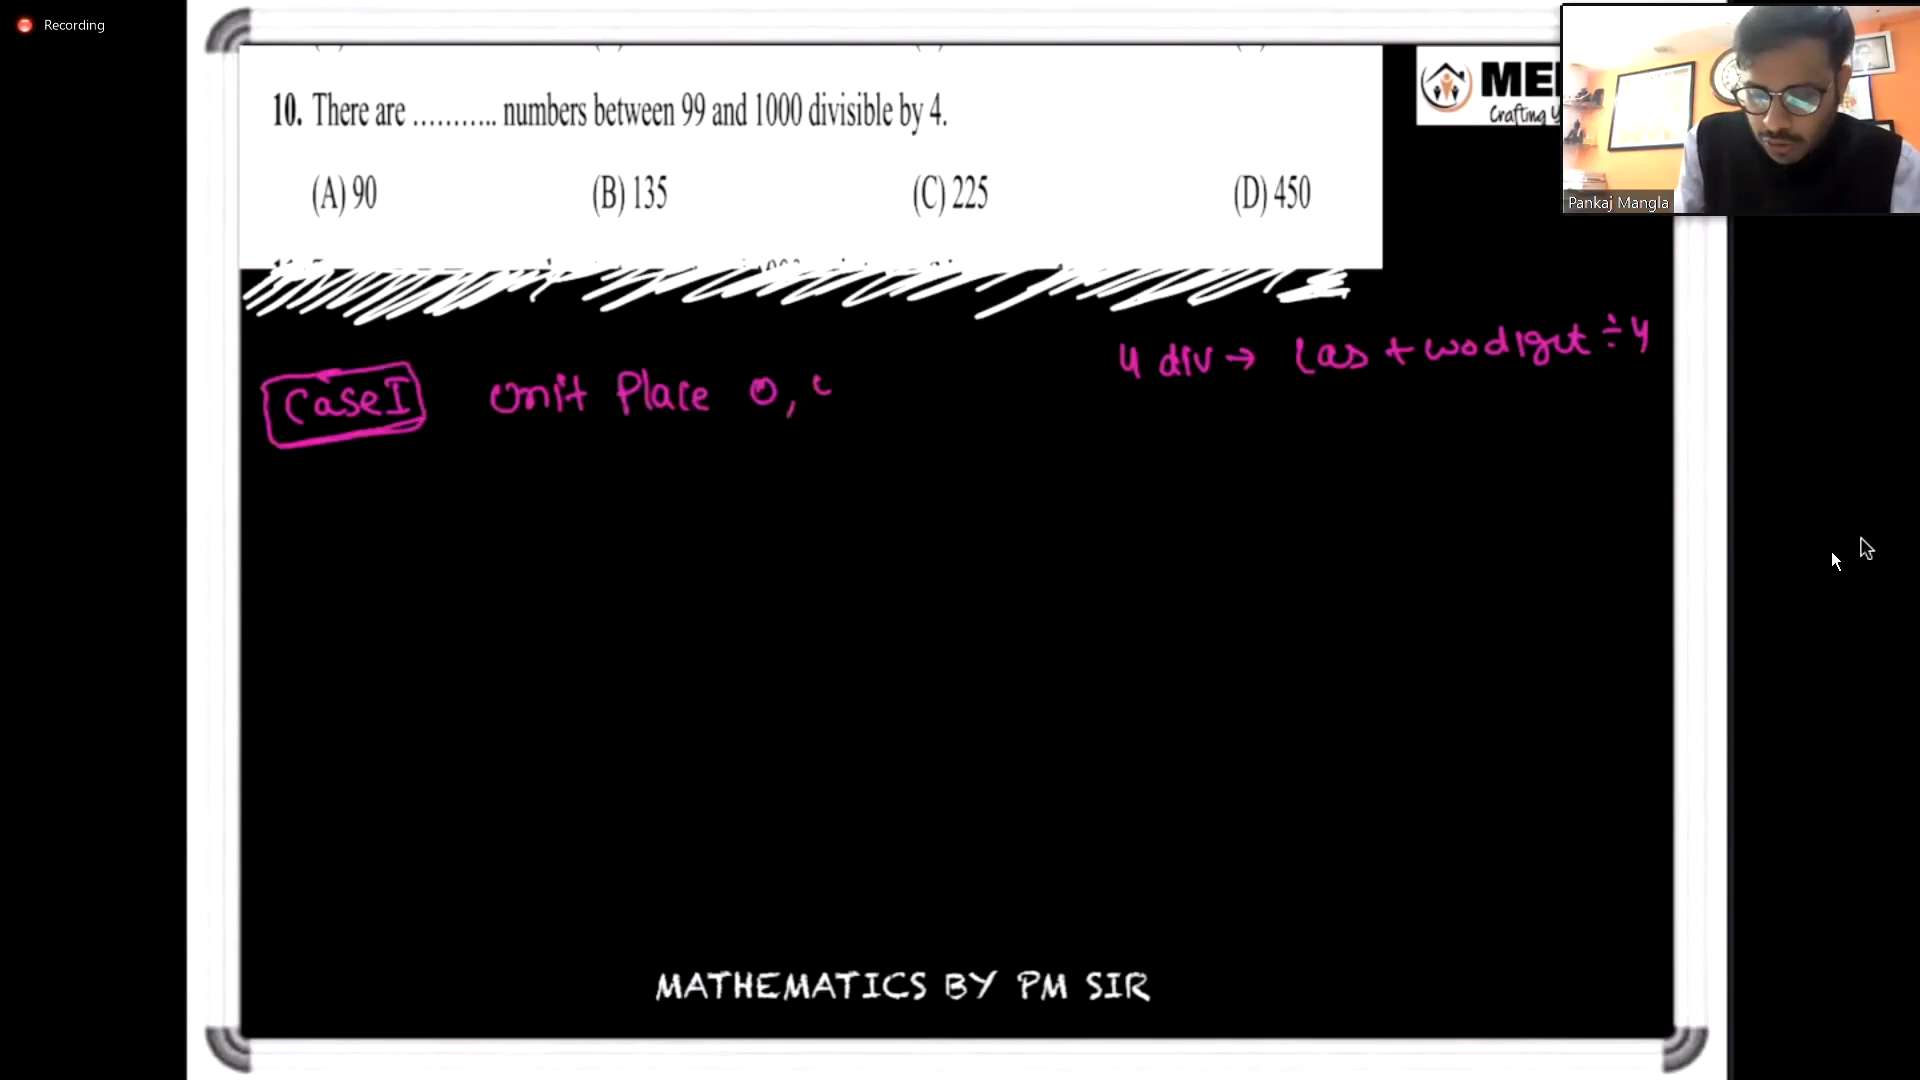 Recording
10. There are ……….. numbers between 99 and 1000 divisible by 4.
(A) 90 (B) 135 (C) 225 (D) 450
Crafting
Pankaj Mangla
4 div → last two digit ÷ 4
Case I Unit Place 0,
MATHEMATICS BY PM SIR